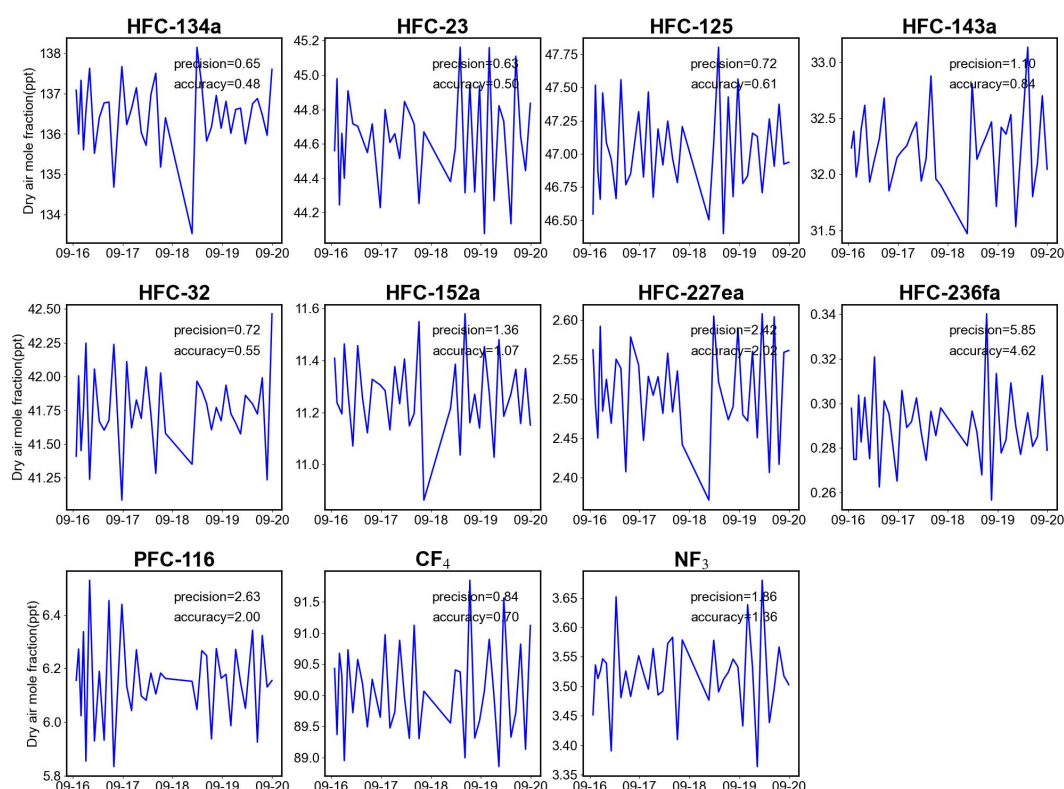 HFC-134a
HFC-23
HFC-125
HFC-143a
Dry air mole fraction(ppt)
138
137
136
135
134
precision=0.65
accuracy=0.48
09-16 09-17 09-18 09-19 09-20
45.2
45.0
44.8
44.6
44.4
44.2
precision=0.63
accuracy=0.50
09-16 09-17 09-18 09-19 09-20
47.75
47.50
47.25
47.00
46.75
46.50
precision=0.72
accuracy=0.61
09-16 09-17 09-18 09-19 09-20
33.0
32.5
32.0
31.5
precision=1.10
accuracy=0.84
09-16 09-17 09-18 09-19 09-20
HFC-32
HFC-152a
HFC-227ea
HFC-236fa
Dry air mole fraction(ppt)
42.50
42.25
42.00
41.75
41.50
41.25
precision=0.72
accuracy=0.55
09-16 09-17 09-18 09-19 09-20
11.6
11.4
11.2
11.0
precision=1.36
accuracy=1.07
09-16 09-17 09-18 09-19 09-20
2.60
2.55
2.50
2.45
2.40
precision=2.42
accuracy=2.02
09-16 09-17 09-18 09-19 09-20
0.34
0.32
0.30
0.28
0.26
precision=5.85
accuracy=4.62
09-16 09-17 09-18 09-19 09-20
PFC-116
CF₄
NF₃
Dry air mole fraction(ppt)
6.4
6.2
6.0
5.8
precision=2.63
accuracy=2.00
09-16 09-17 09-18 09-19 09-20
91.5
91.0
90.5
90.0
89.5
89.0
precision=0.84
accuracy=0.70
09-16 09-17 09-18 09-19 09-20
3.65
3.60
3.55
3.50
3.45
3.40
3.35
precision=1.86
accuracy=1.36
09-16 09-17 09-18 09-19 09-20